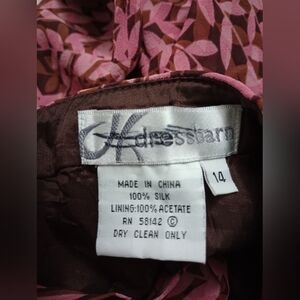 dressbarn
14
MADE IN CHINA
100% SILK
LINING:100% ACETATE
RN 58142 ©
DRY CLEAN ONLY